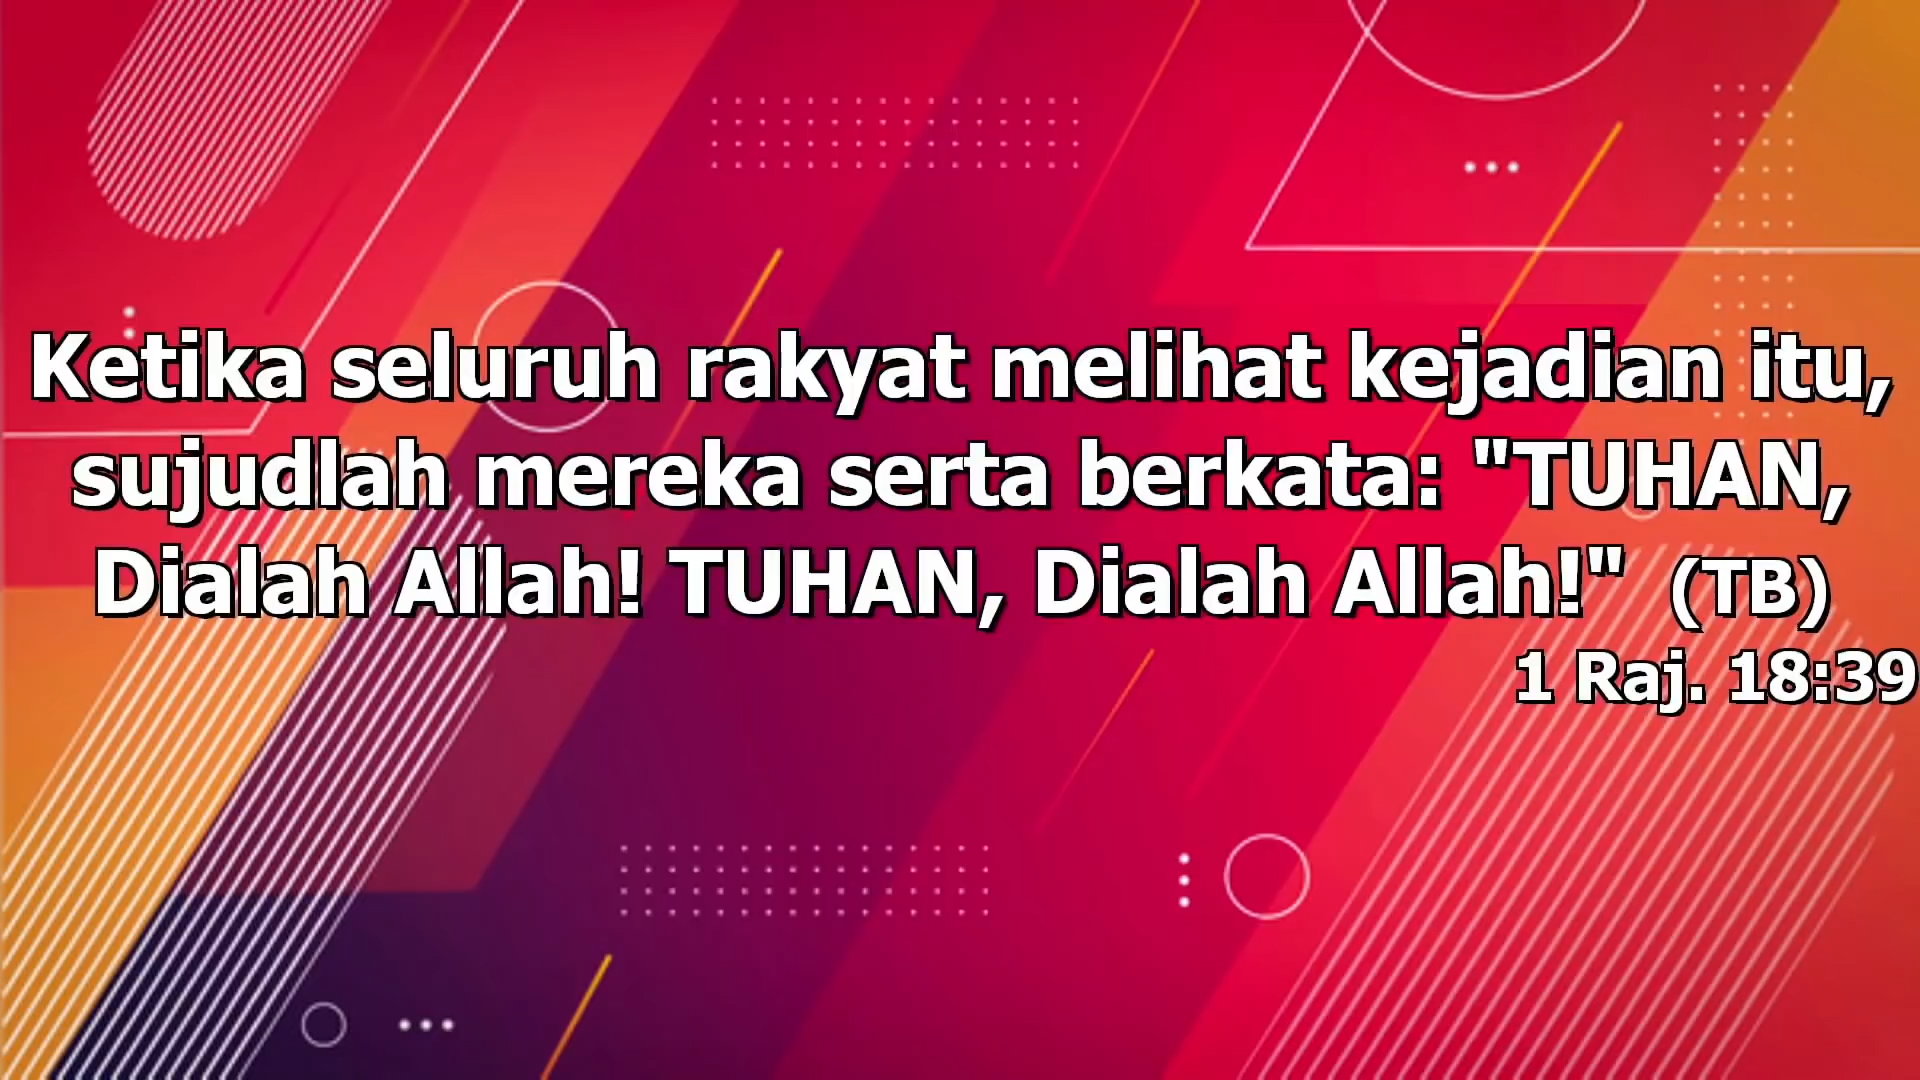 Ketika seluruh rakyat melihat kejadian itu,
sujudlah mereka serta berkata: "TUHAN,
Dialah Allah! TUHAN, Dialah Allah!" (TB)
1 Raj. 18:39